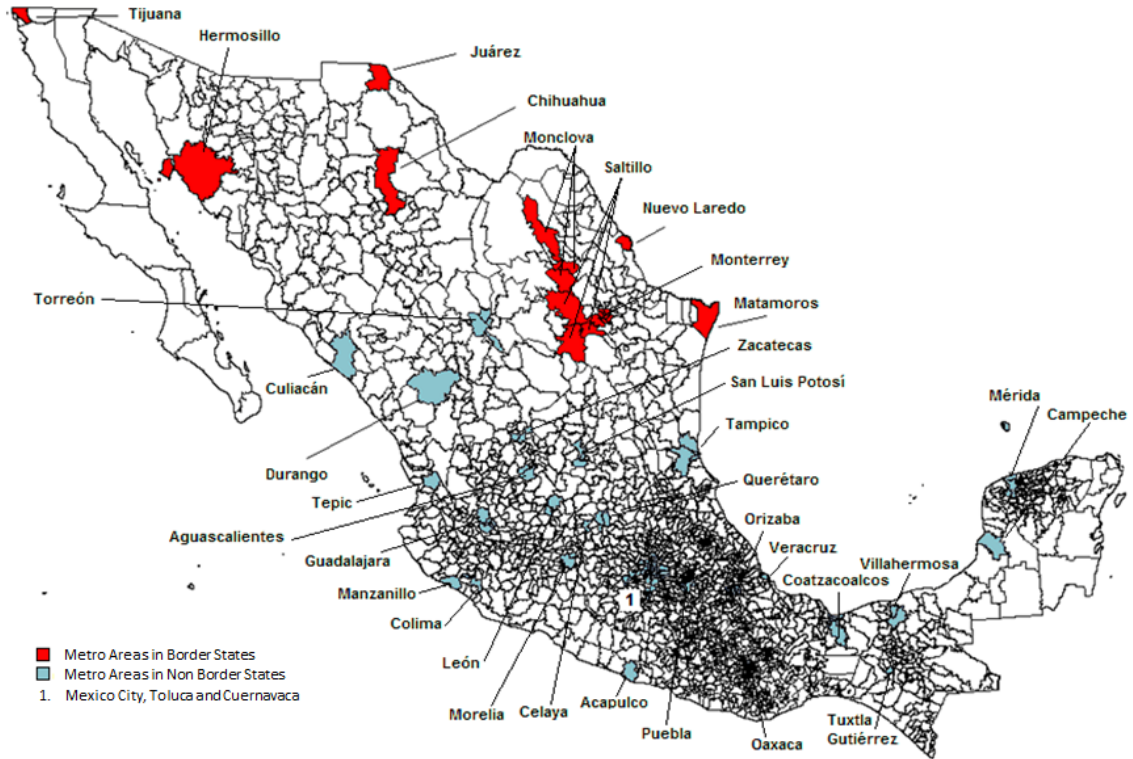 Tijuana
Hermosillo
Juárez
Chihuahua
Monclova
Saltillo
Nuevo Laredo
Monterrey
Torreón
Matamoros
Zacatecas
Culiacán
San Luis Potosí
Mérida
Campeche
Tampico
Durango
Tepic
Querétaro
Aguascalientes
Orizaba
Guadalajara
Veracruz
Villahermosa
Coatzacoalcos
Manzanillo
1
Colima
Metro Areas in Border States
León
Metro Areas in Non Border States
1. Mexico City, Toluca and Cuernavaca
Acapulco
Morelia
Celaya
Puebla
Oaxaca
Tuxtla
Gutiérrez